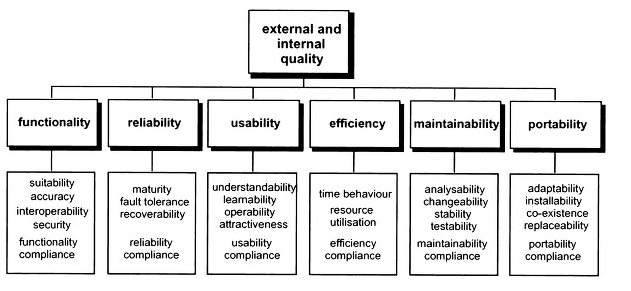 external and
internal
quality
functionality
reliability
usability
efficiency
maintainability
portability
suitability
accuracy
interoperability
security
functionality
compliance
maturity
fault tolerance
recoverability
reliability
compliance
understandability
learnability
operability
attractiveness
usability
compliance
time behaviour
resource
utilisation
efficiency
compliance
analysability
changeability
stability
testability
maintainability
compliance
adaptability
installability
co-existence
replaceability
portability
compliance